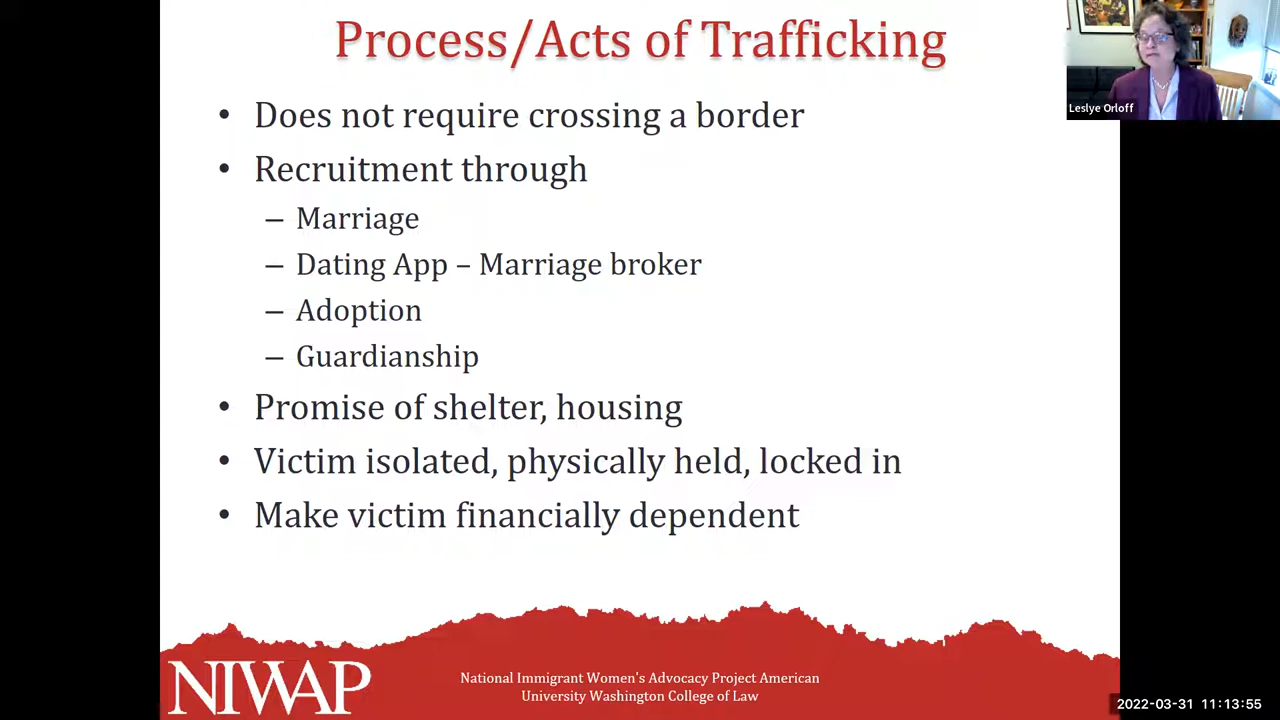 Process/Acts of Trafficking
Leslye Orloff
• Does not require crossing a border
• Recruitment through
– Marriage
– Dating App – Marriage broker
– Adoption
– Guardianship
• Promise of shelter, housing
• Victim isolated, physically held, locked in
• Make victim financially dependent
NIWAP
National Immigrant Women's Advocacy Project American
University Washington College of Law
2022-03-31 11:13:55